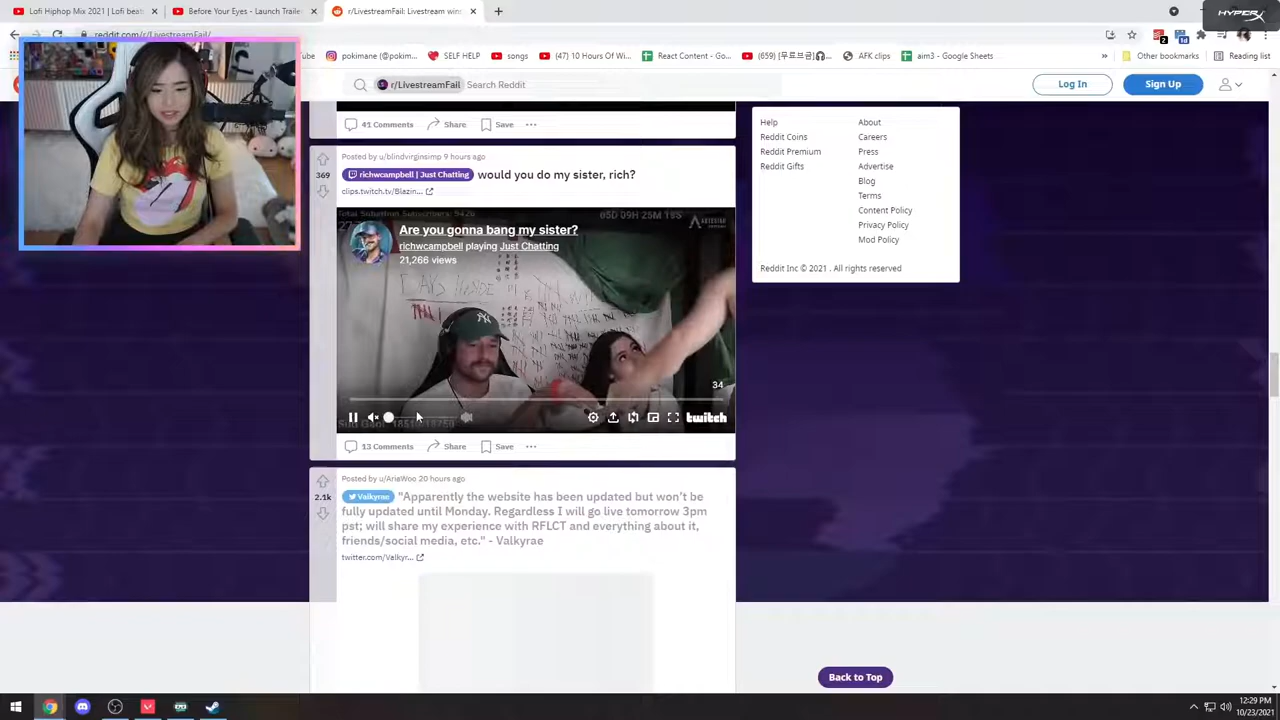 HYPERX
Lofi Hiphop Mix 2021 | Lofi beat
Before Your Eyes - Launch Trailer
r/LivestreamFail: Livestream win
reddit.com/r/LivestreamFail/
pokimane (@pokim...
SELF HELP
songs
(47) 10 Hours Of Wi...
React Content - Go...
(659) [무료브금]
AFK clips
aim3 - Google Sheets
Other bookmarks
Reading list
r/LivestreamFail
Search Reddit
Log In
Sign Up
41 Comments Share Save
Help About
Reddit Coins Careers
Reddit Premium Press
Reddit Gifts Advertise
Blog
Terms
Content Policy
Privacy Policy
Mod Policy
Reddit Inc © 2021 . All rights reserved
Posted by u/blindvirginsimp 9 hours ago
369
richwcampbell | Just Chatting would you do my sister, rich?
clips.twitch.tv/Blazin...
05D 09H 25M 18S
Are you gonna bang my sister?
richwcampbell playing Just Chatting
21,266 views
34
twitch
13 Comments Share Save
Posted by u/AriaWoo 20 hours ago
2.1k
Valkyrae "Apparently the website has been updated but won't be
fully updated until Monday. Regardless I will go live tomorrow 3pm
pst; will share my experience with RFLCT and everything about it,
friends/social media, etc." - Valkyrae
twitter.com/Valkyr...
Back to Top
12:29 PM
10/23/2021